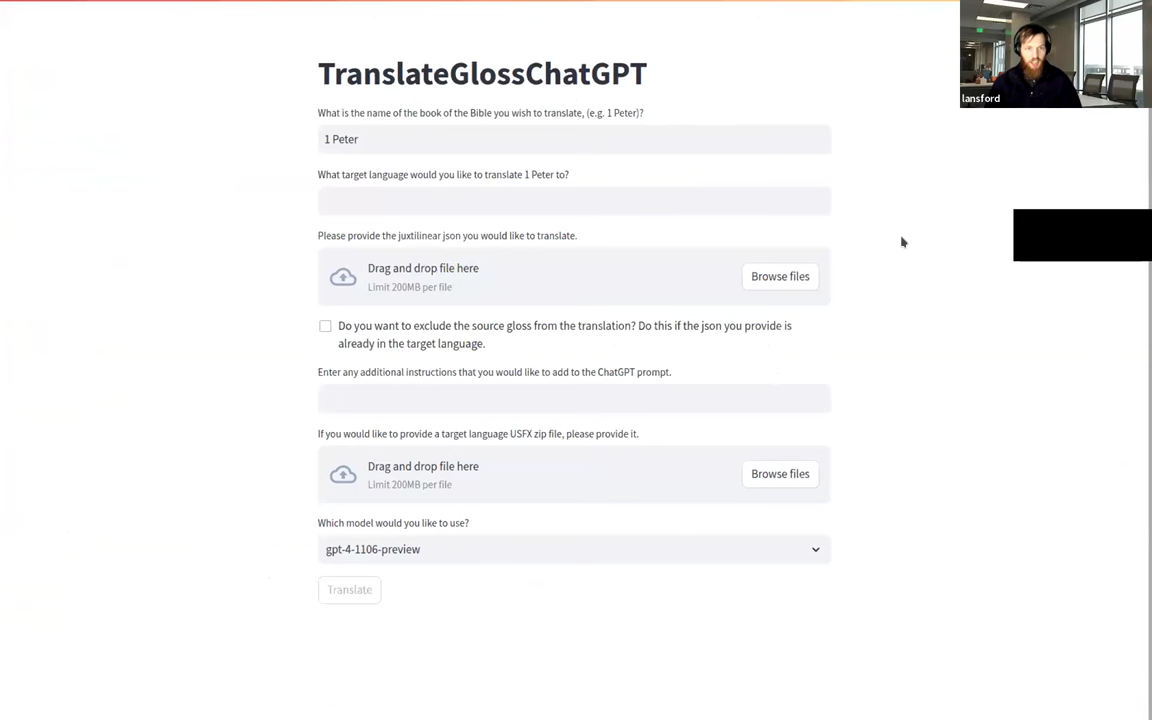 TranslateGlossChatGPT
What is the name of the book of the Bible you wish to translate, (e.g. 1 Peter)?
1 Peter
What target language would you like to translate 1 Peter to?
Please provide the juxtilinear json you would like to translate.
Drag and drop file here
Limit 200MB per file
Browse files
Do you want to exclude the source gloss from the translation? Do this if the json you provide is
already in the target language.
Enter any additional instructions that you would like to add to the ChatGPT prompt.
If you would like to provide a target language USFX zip file, please provide it.
Drag and drop file here
Limit 200MB per file
Browse files
Which model would you like to use?
gpt-4-1106-preview
Translate
lansford